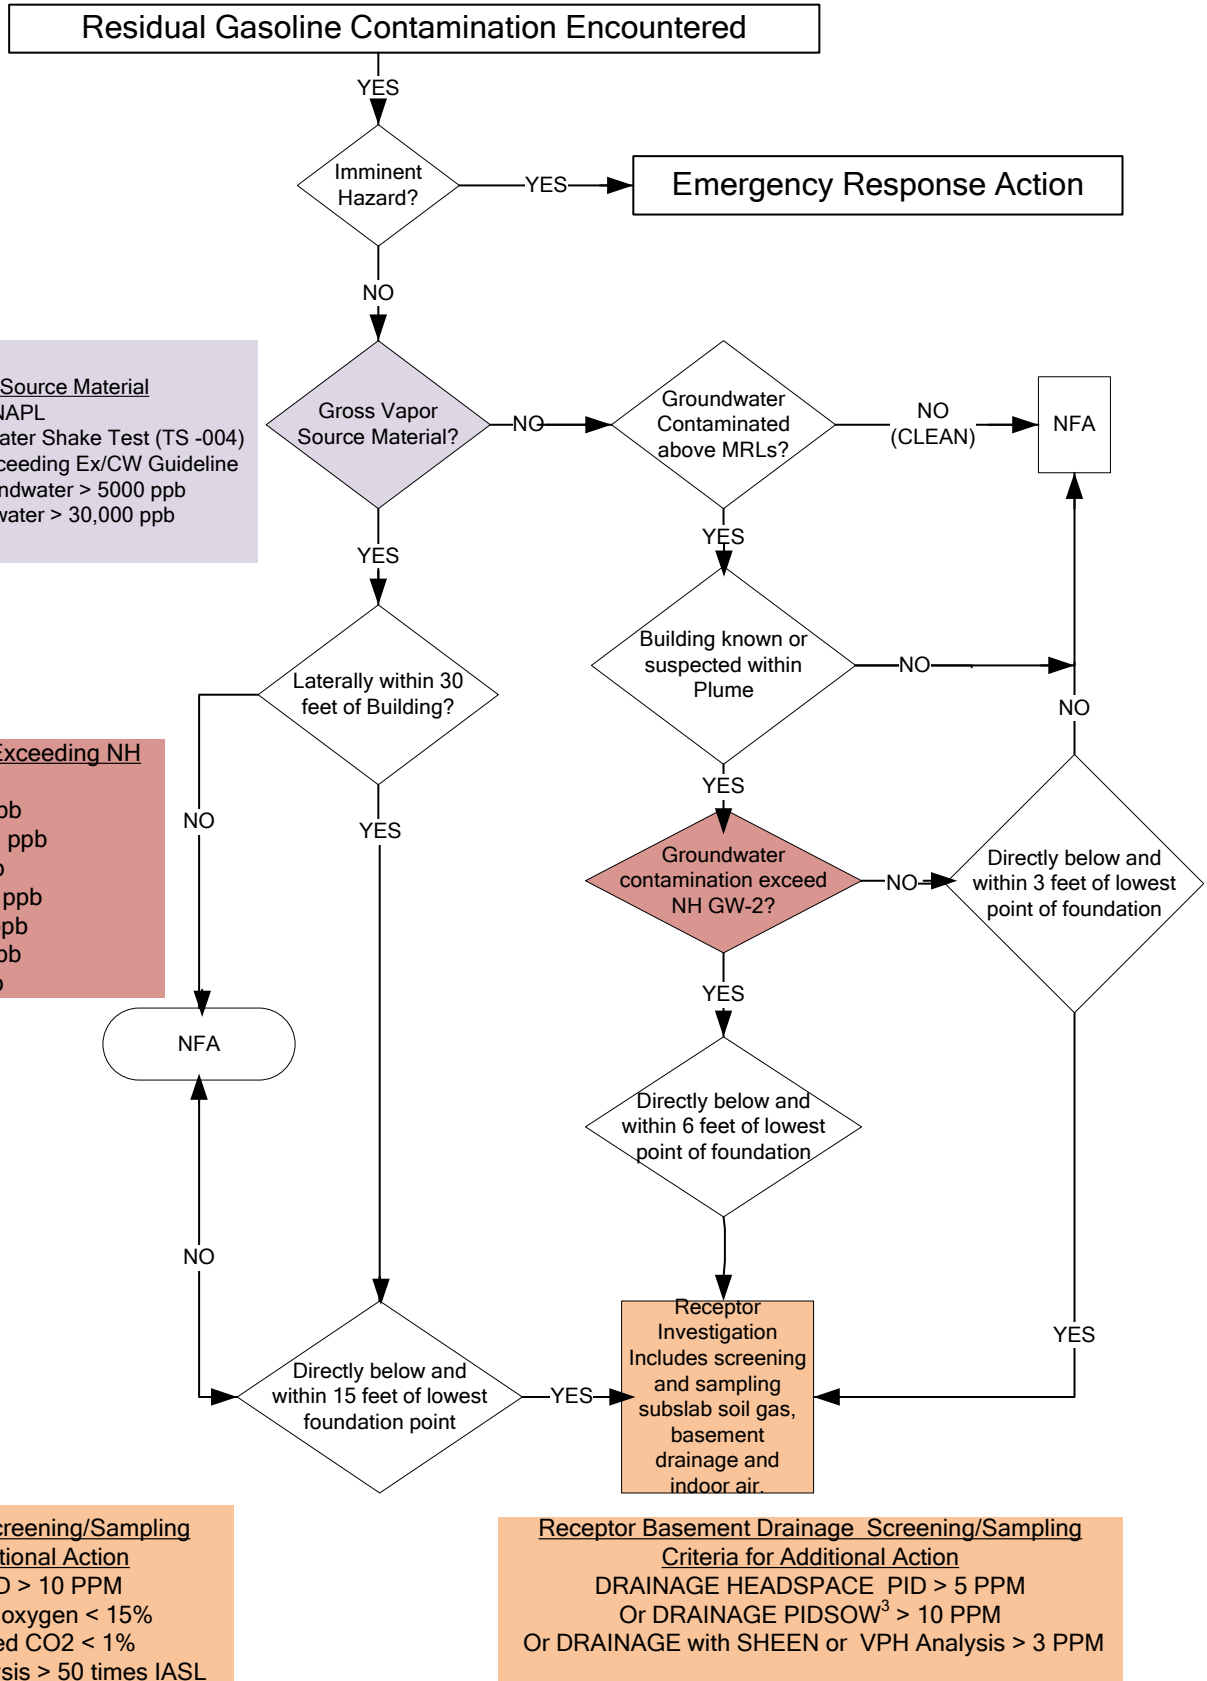 Residual Gasoline Contamination Encountered
YES
Imminent
Hazard?
YES
Emergency Response Action
NO
Source Material
NAPL
ater Shake Test (TS -004)
ceeding Ex/CW Guideline
ndwater > 5000 ppb
water > 30,000 ppb
Gross Vapor
Source Material?
NO
Groundwater
Contaminated
above MRLs?
NO
(CLEAN)
NFA
YES
YES
Laterally within 30
feet of Building?
Building known or
suspected within
Plume
NO
NO
Exceeding NH
pb
ppb
ppb
pb
NO
YES
YES
Groundwater
contamination exceed
NH GW-2?
NO
Directly below and
within 3 feet of lowest
point of foundation
YES
NFA
Directly below and
within 6 feet of lowest
point of foundation
NO
YES
Directly below and
within 15 feet of lowest
foundation point
YES
Receptor
Investigation
Includes screening
and sampling
subslab soil gas,
basement
drainage and
indoor air.
creening/Sampling
tional Action
D > 10 PPM
oxygen < 15%
ed CO2 < 1%
sis > 50 times IASL
Receptor Basement Drainage Screening/Sampling
Criteria for Additional Action
DRAINAGE HEADSPACE PID > 5 PPM
Or DRAINAGE PIDSOW³ > 10 PPM
Or DRAINAGE with SHEEN or VPH Analysis > 3 PPM